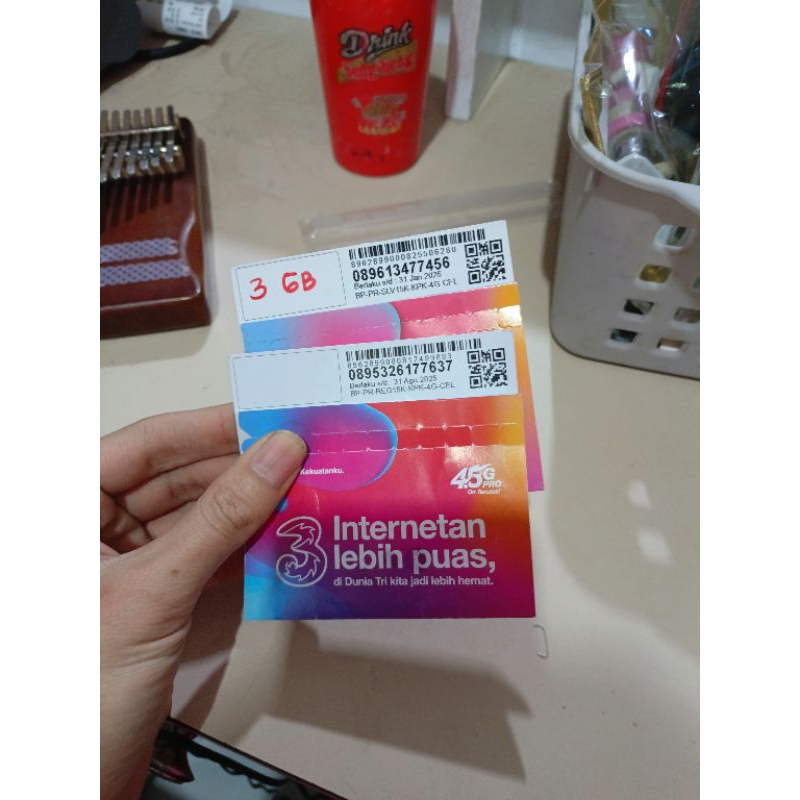 Drink
3 GB
8962899000825506280
089613477456
Berlaku s/d : 31 Jan 2025
BP-PR-SLV15K-KPK-4G-CFL
0895326177637
Berlaku s/d : 31 Agu 2025
BP-PR-REG15K-KPK-4G-CFL
Kekuatanku.
4.5G
PRO
3
Internetan
lebih puas,
di Dunia Tri kita jadi lebih hemat.